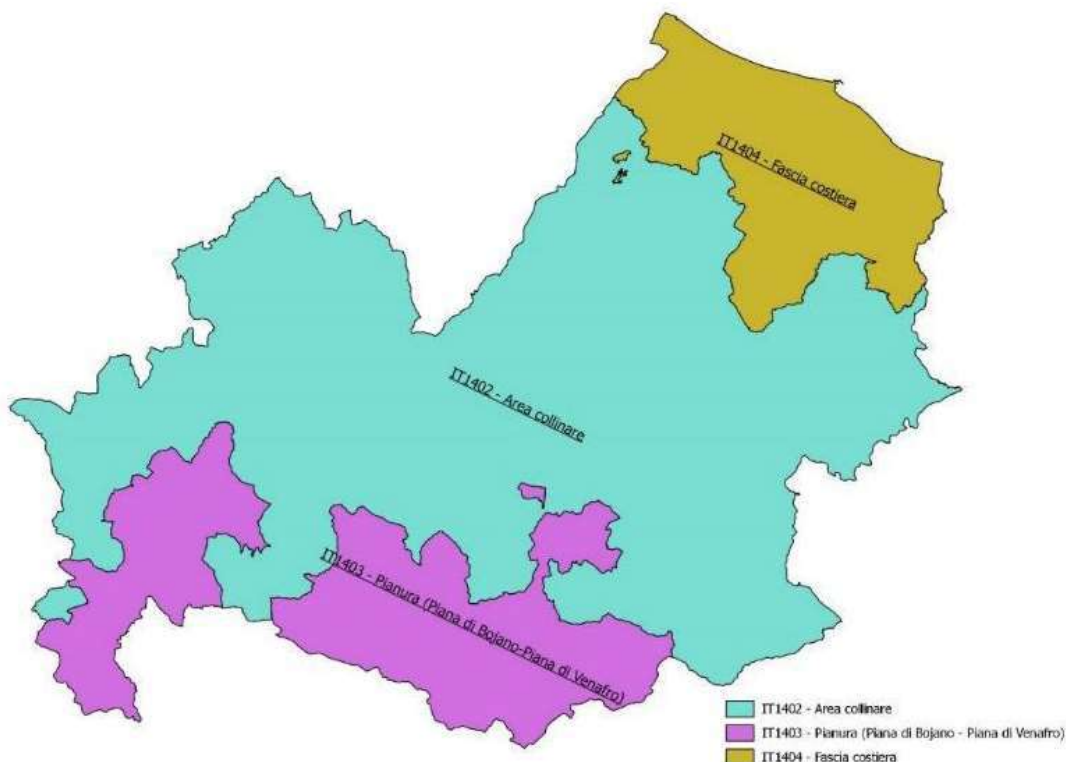 IT1404 - Fascia costiera
IT1402 - Area collinare
IT1403 - Pianura (Piana di Bojano-Piana di Venafro)
IT1402 - Area collinare
IT1403 - Pianura (Piana di Bojano - Piana di Venafro)
IT1404 - Fascia costiera